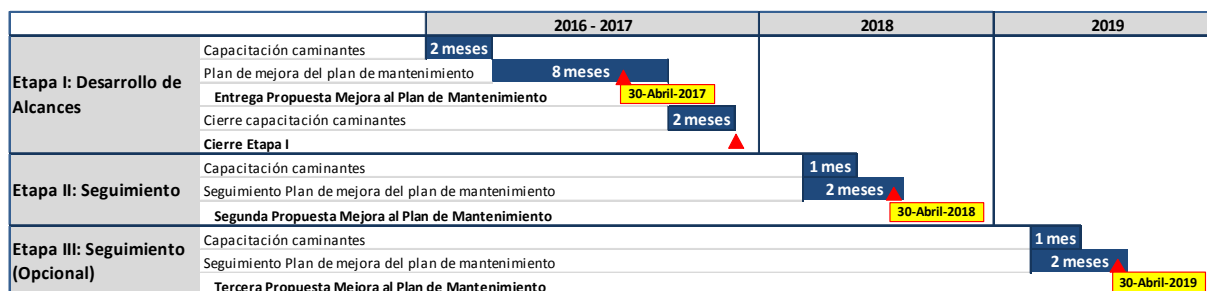 2016 - 2017 2018 2019
Etapa I: Desarrollo de Alcances
Capacitación caminantes 2 meses
Plan de mejora del plan de mantenimiento 8 meses
Entrega Propuesta Mejora al Plan de Mantenimiento 30-Abril-2017
Cierre capacitación caminantes 2 meses
Cierre Etapa I
Etapa II: Seguimiento
Capacitación caminantes 1 mes
Seguimiento Plan de mejora del plan de mantenimiento 2 meses
Segunda Propuesta Mejora al Plan de Mantenimiento 30-Abril-2018
Etapa III: Seguimiento (Opcional)
Capacitación caminantes 1 mes
Seguimiento Plan de mejora del plan de mantenimiento 2 meses
Tercera Propuesta Mejora al Plan de Mantenimiento 30-Abril-2019